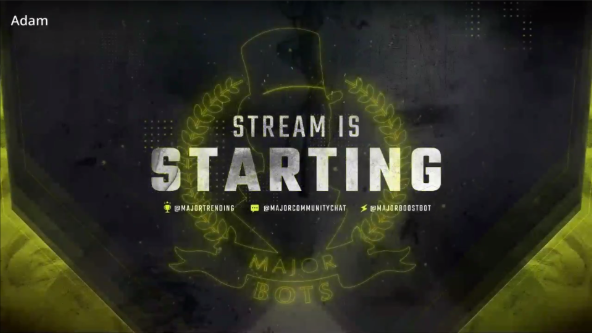 Adam
STREAM IS
STARTING
@MAJORTRENDING @MAJORCOMMUNITYCHAT @MAJORBOOSTBOT
MAJOR
BOTS